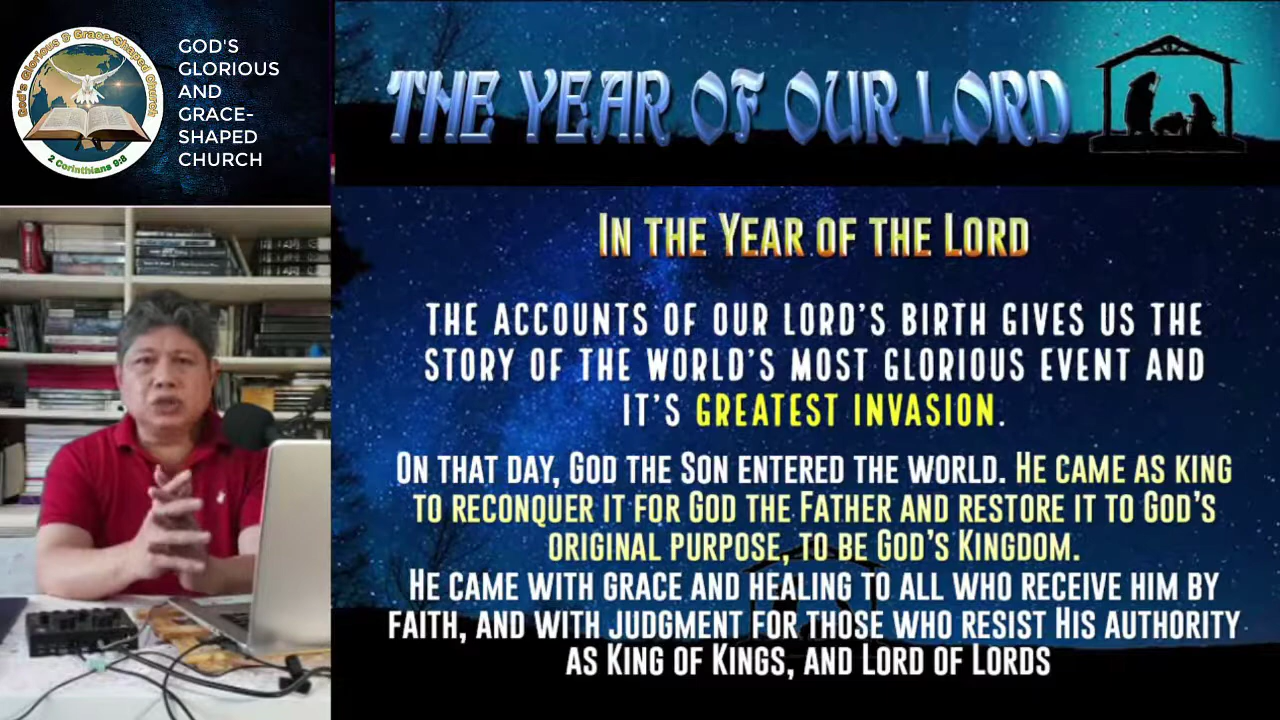 God's Glorious & Grace-Shaped Church
2 Corinthians 9:8
GOD'S
GLORIOUS
AND
GRACE-
SHAPED
CHURCH
THE YEAR OF OUR LORD
IN THE YEAR OF THE LORD
THE ACCOUNTS OF OUR LORD'S BIRTH GIVES US THE
STORY OF THE WORLD'S MOST GLORIOUS EVENT AND
IT'S GREATEST INVASION.
ON THAT DAY, GOD THE SON ENTERED THE WORLD. HE CAME AS KING
TO RECONQUER IT FOR GOD THE FATHER AND RESTORE IT TO GOD'S
ORIGINAL PURPOSE, TO BE GOD'S KINGDOM.
HE CAME WITH GRACE AND HEALING TO ALL WHO RECEIVE HIM BY
FAITH, AND WITH JUDGMENT FOR THOSE WHO RESIST HIS AUTHORITY
AS KING OF KINGS, AND LORD OF LORDS